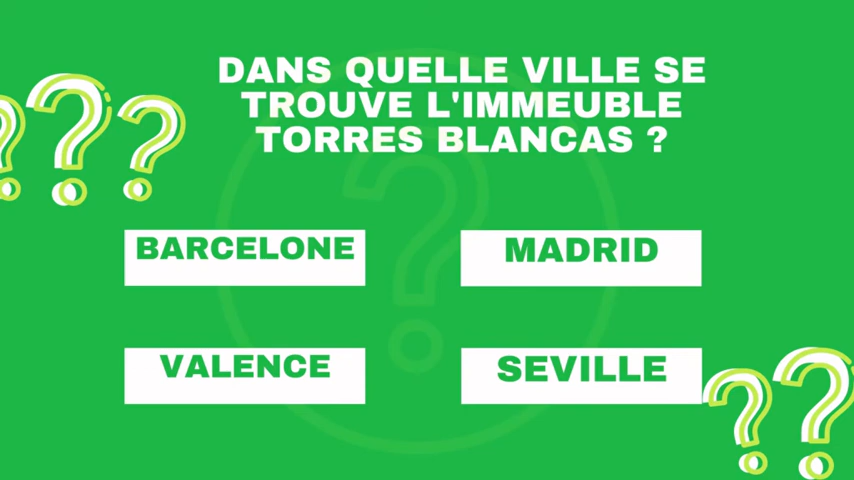 DANS QUELLE VILLE SE
TROUVE L'IMMEUBLE
TORRES BLANCAS ?
BARCELONE
MADRID
VALENCE
SEVILLE